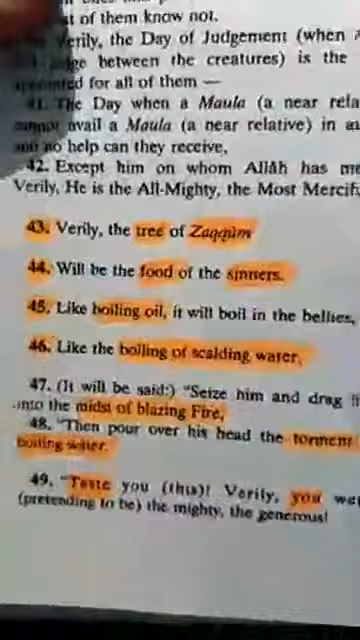 of them know not.
Verily, the Day of Judgement (when
between the creatures) is the
for all of them —
41. The Day when a Maula (a near rela
cannot avail a Maula (a near relative) in
and no help can they receive,
42. Except him on whom Allâh has me
Verily, He is the All-Mighty, the Most Mercifu
43. Verily, the tree of Zaqqûm
44. Will be the food of the sinners.
45. Like boiling oil, it will boil in the bellies,
46. Like the boiling of scalding water.
47. (It will be said:) "Seize him and drag
into the midst of blazing Fire,
48. "Then pour over his head the torment
boiling water.
49. "Taste you (this)! Verily, you we
(pretending to be) the mighty, the generous!